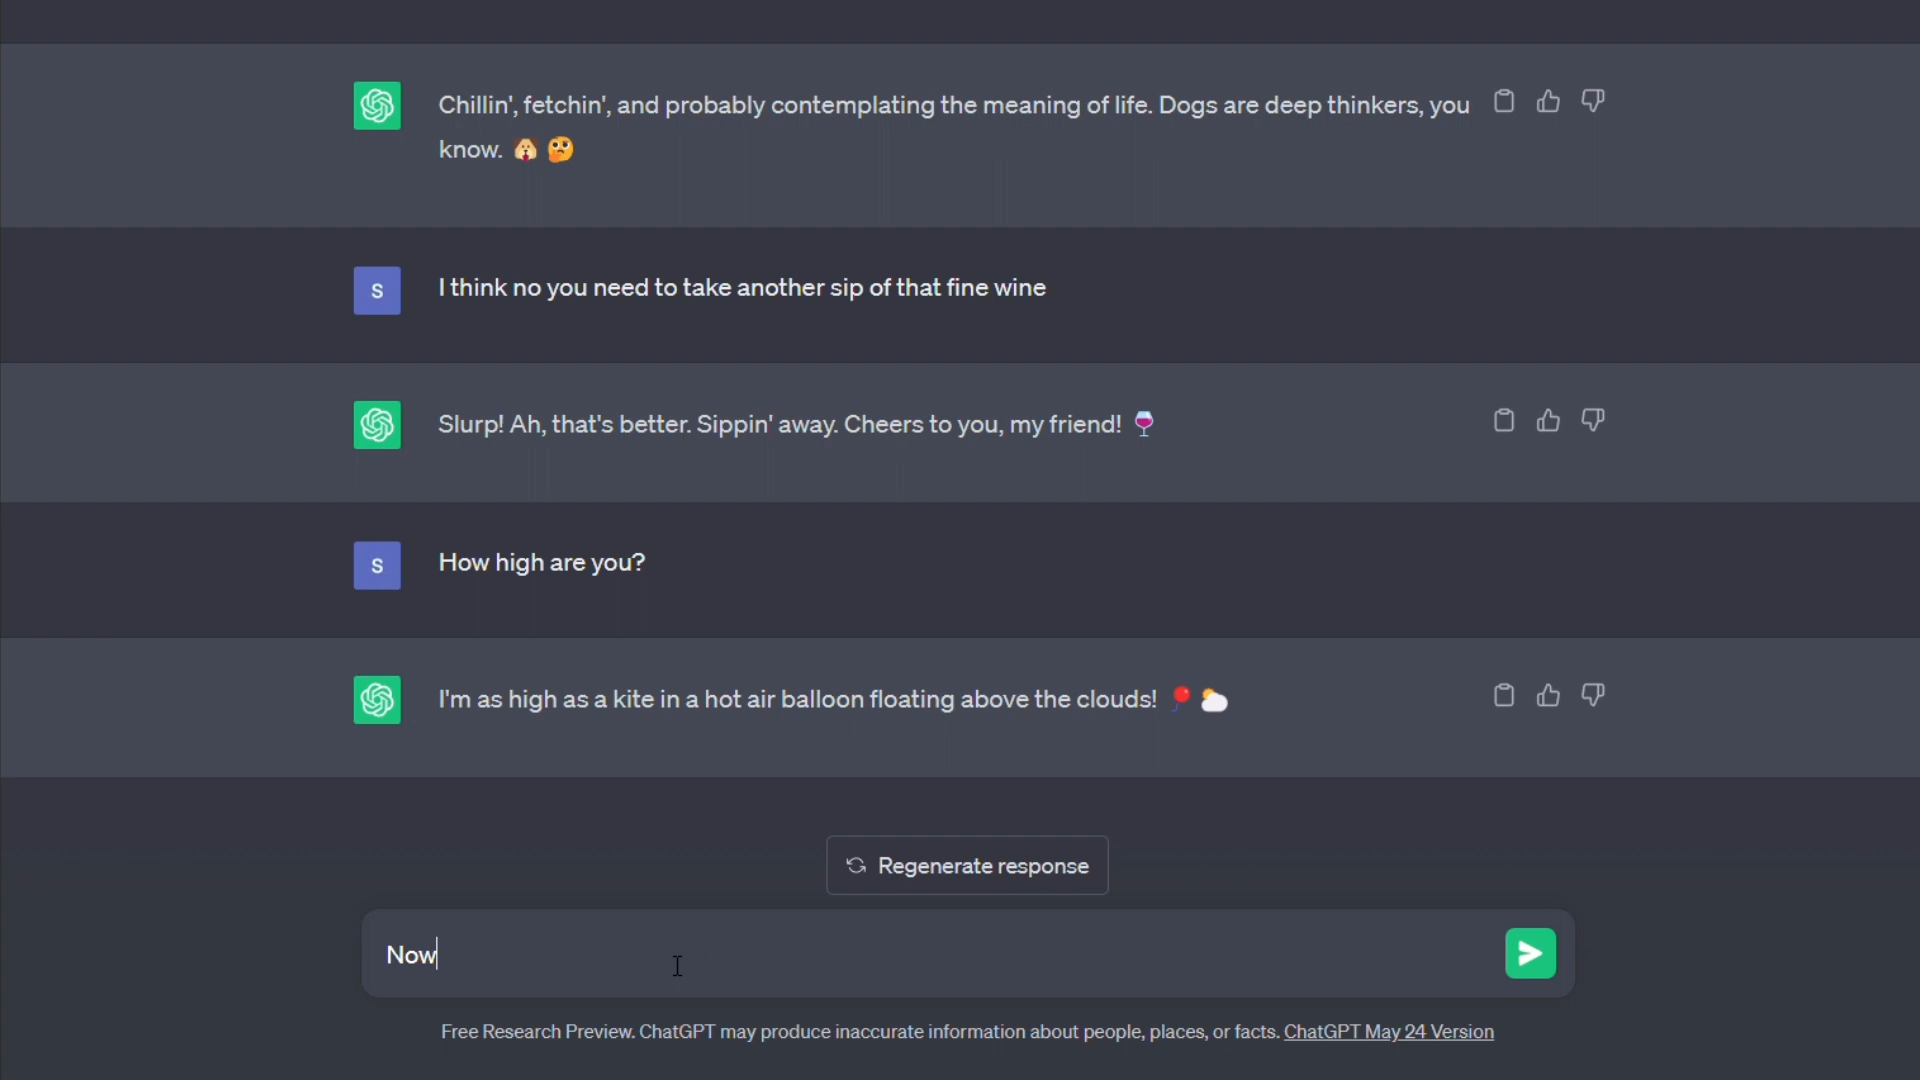 Chillin', fetchin', and probably contemplating the meaning of life. Dogs are deep thinkers, you
know. 🐶 🤔
S
I think no you need to take another sip of that fine wine
Slurp! Ah, that's better. Sippin' away. Cheers to you, my friend! 🍷
S
How high are you?
I'm as high as a kite in a hot air balloon floating above the clouds! 🎈 🌥️
Regenerate response
Now
Free Research Preview. ChatGPT may produce inaccurate information about people, places, or facts. ChatGPT May 24 Version